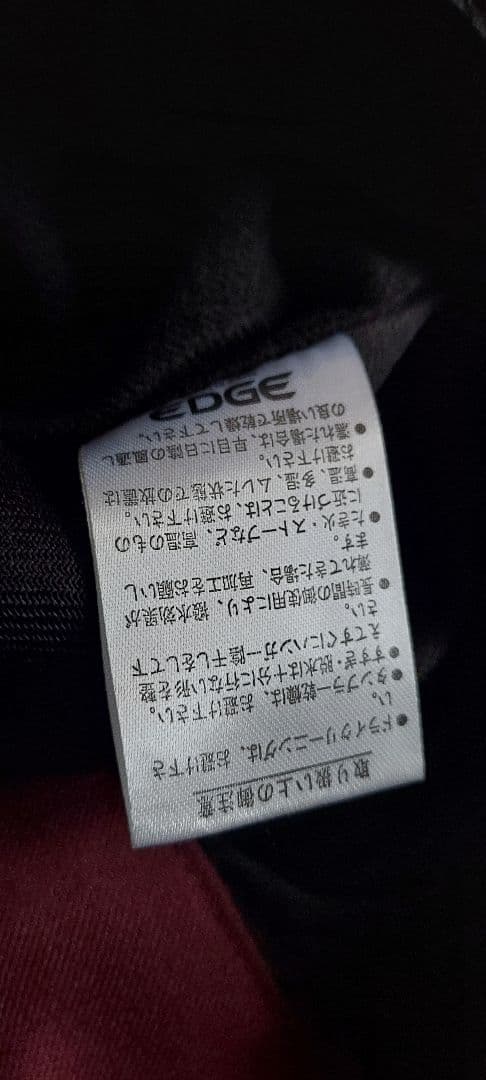 取り扱い上の御注意
●ドライクリーニングは、お避け下さ
い。
●タンブラー乾燥は、お避け下さい。
●すすぎ・脱水は十分に行ない形を整
えてすぐにハンガー陰干しをして下
さい。
●長時間の御使用により、撥水効果が
薄れてきた場合、再加工をお願いし
ます。
●たき火・ストーブなど、高温のもの
に近づけることは、お避け下さい。
●高温、多湿、ムレた状態での放置は
お避け下さい。
●濡れた場合は、早目に日陰の風通し
の良い場所で乾燥して下さい。
EDGE